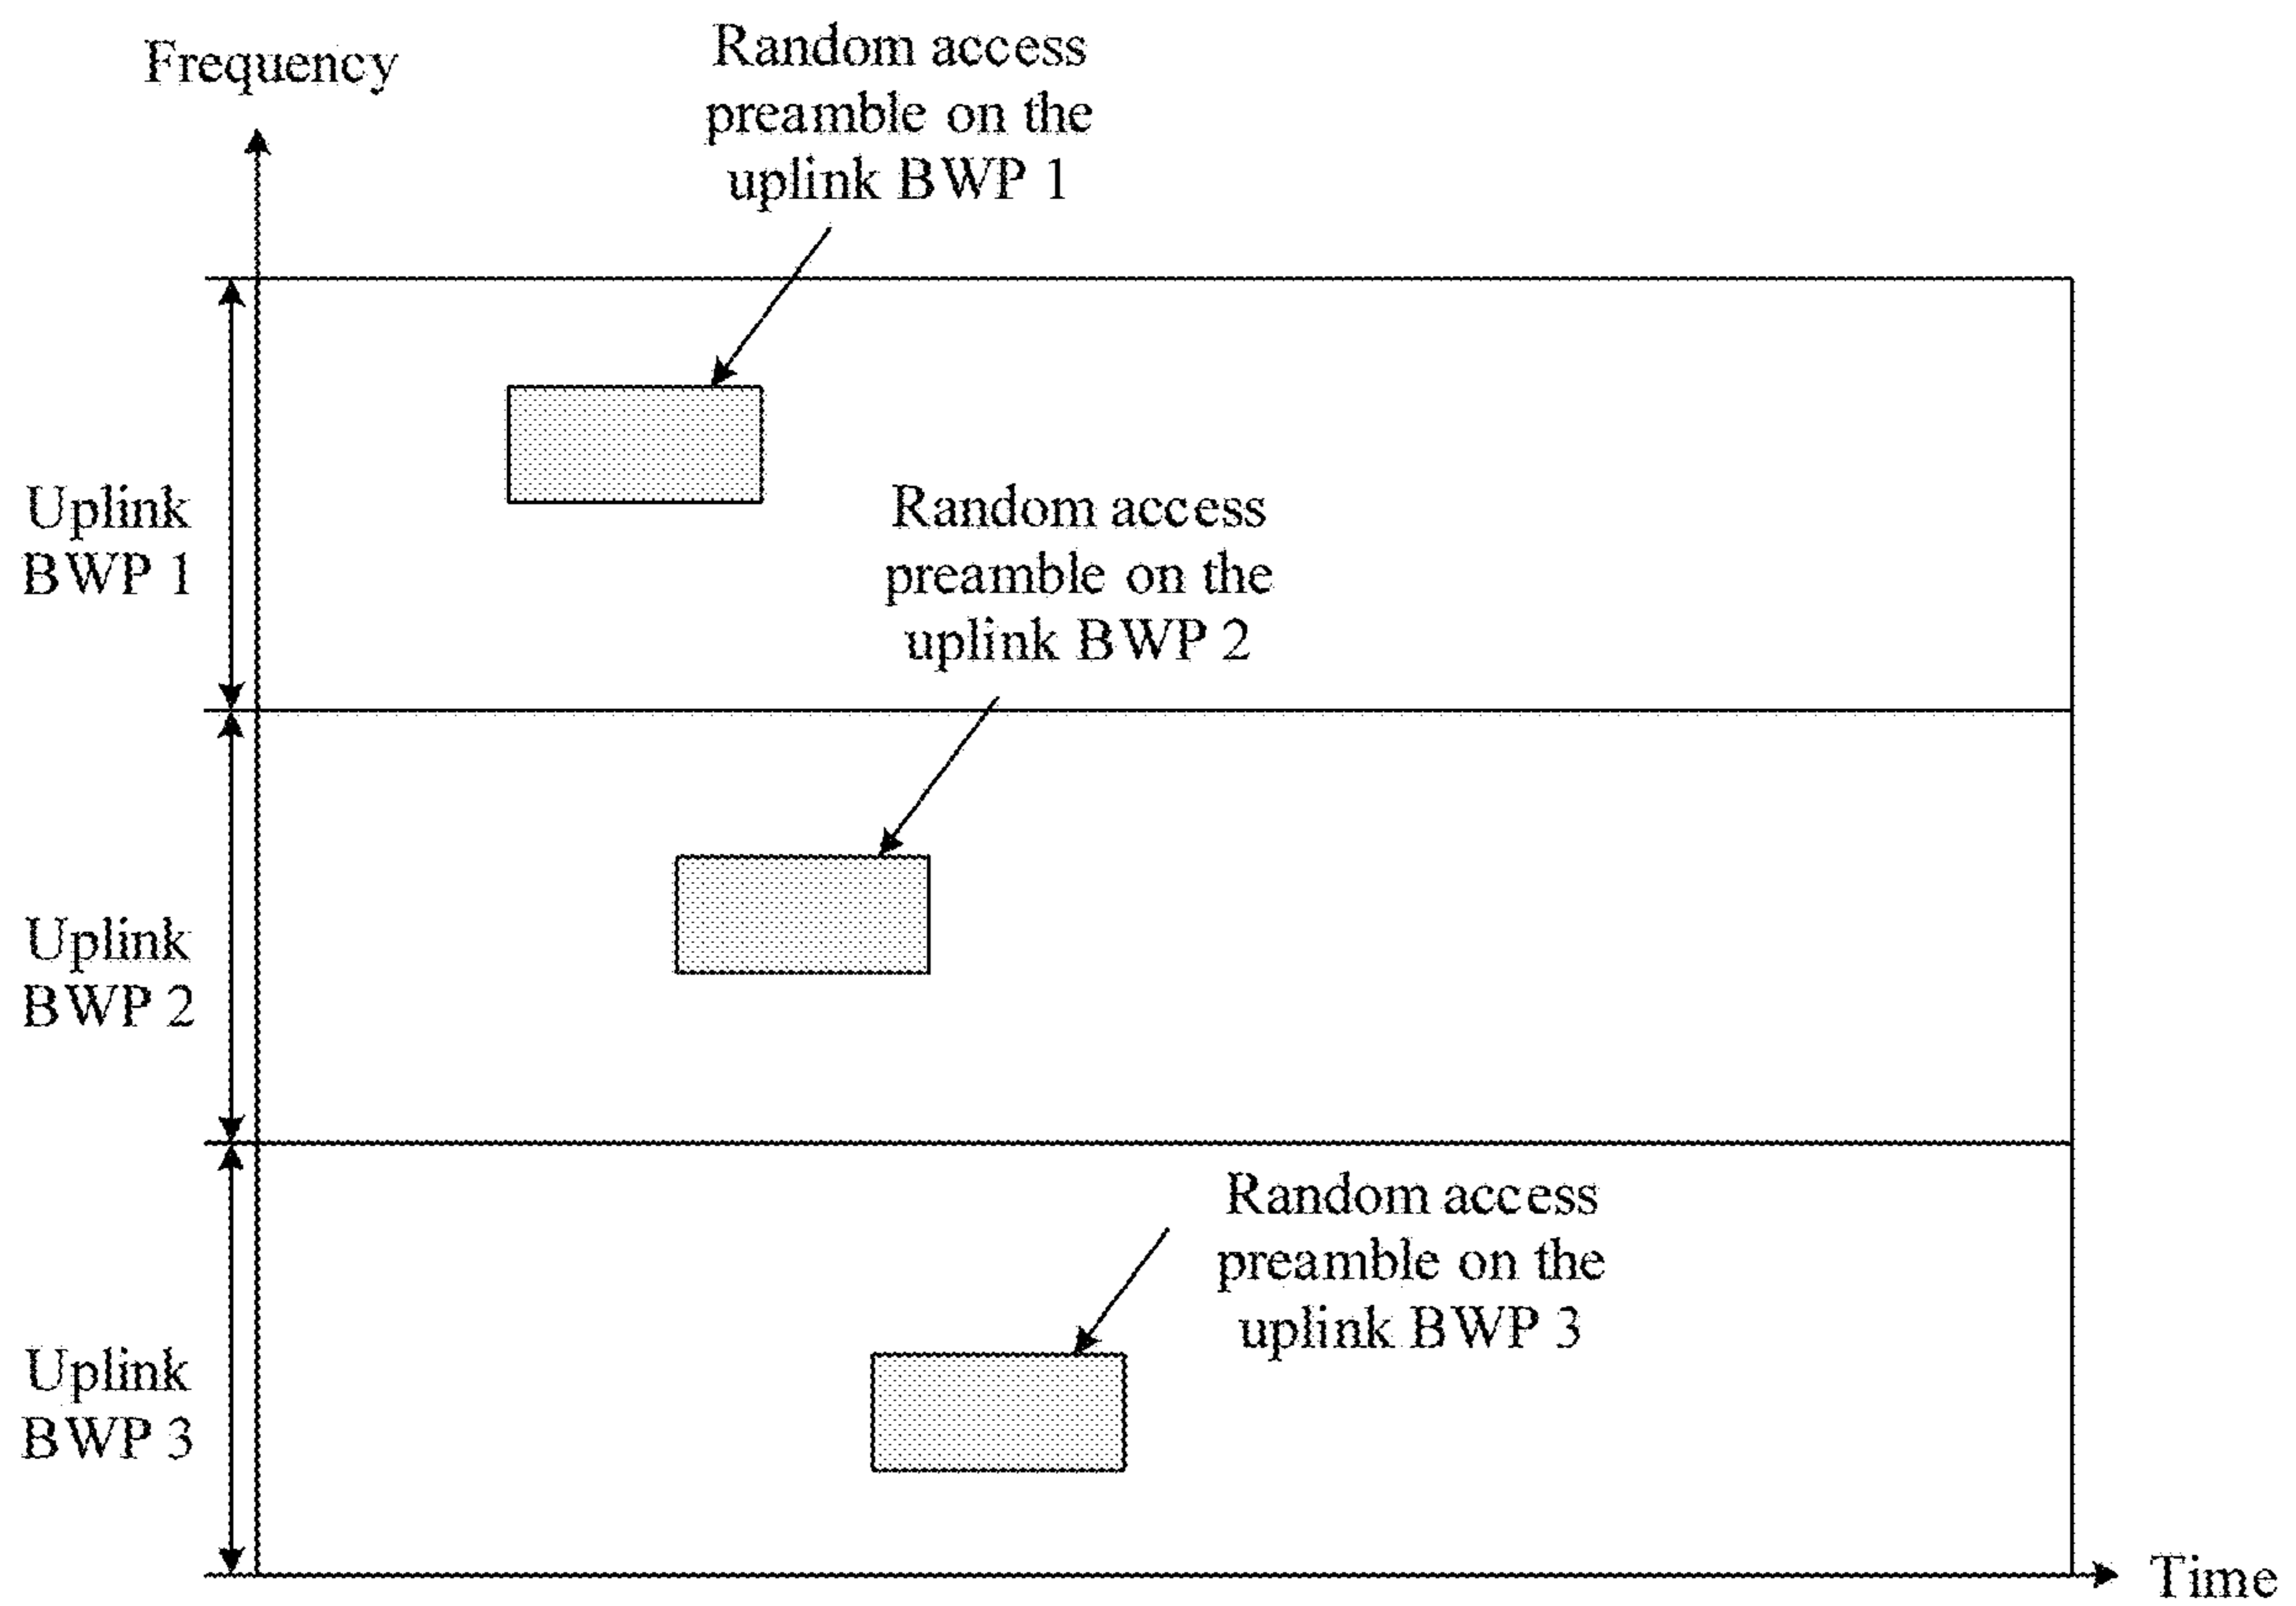 Frequency
Random access
preamble on the
uplink BWP 1
Uplink
BWP 1
Random access
preamble on the
uplink BWP 2
Uplink
BWP 2
Random access
preamble on the
uplink BWP 3
Uplink
BWP 3
Time